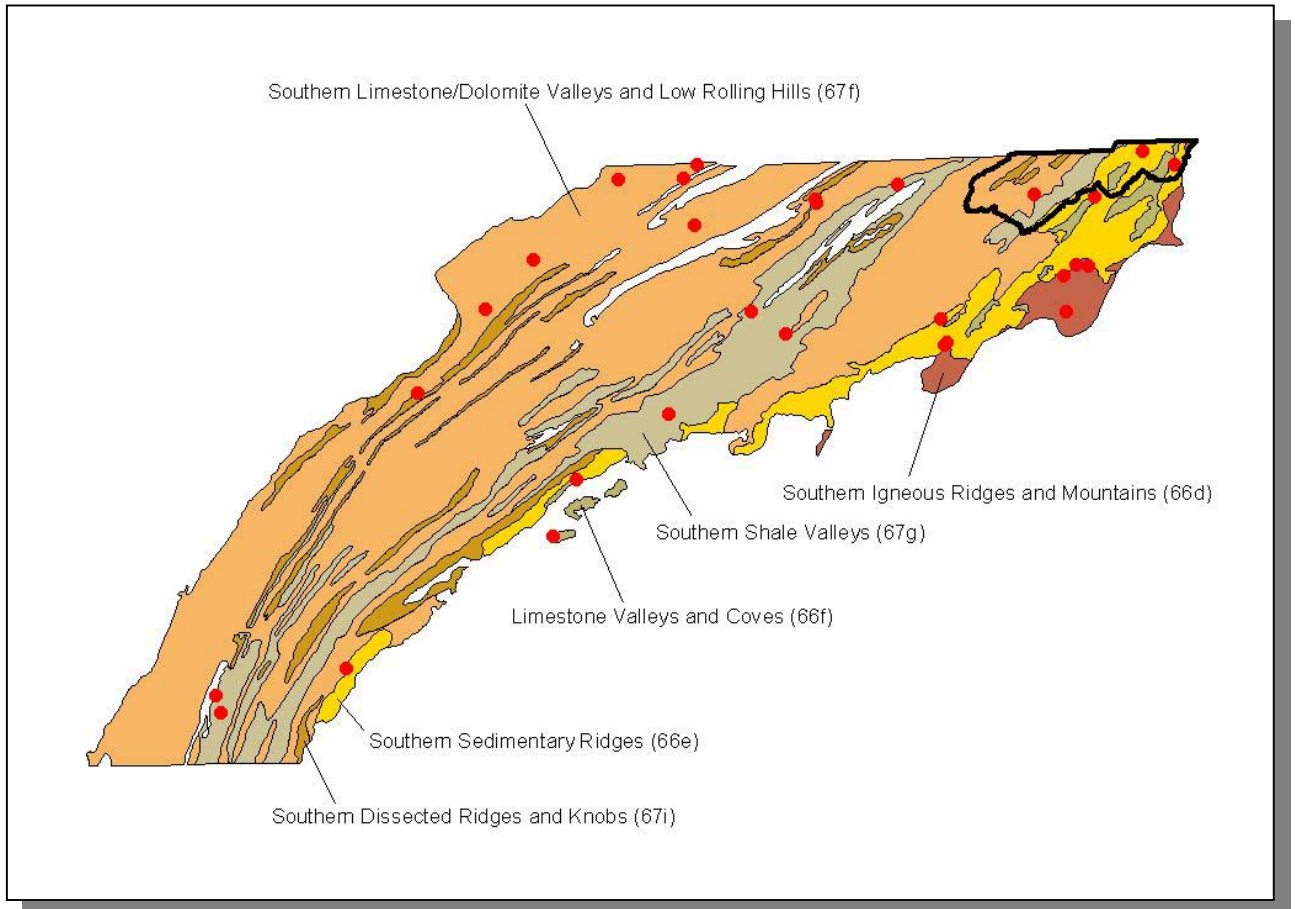 Southern Limestone/Dolomite Valleys and Low Rolling Hills (67f)
Southern Igneous Ridges and Mountains (66d)
Southern Shale Valleys (67g)
Limestone Valleys and Coves (66f)
Southern Sedimentary Ridges (66e)
Southern Dissected Ridges and Knobs (67i)